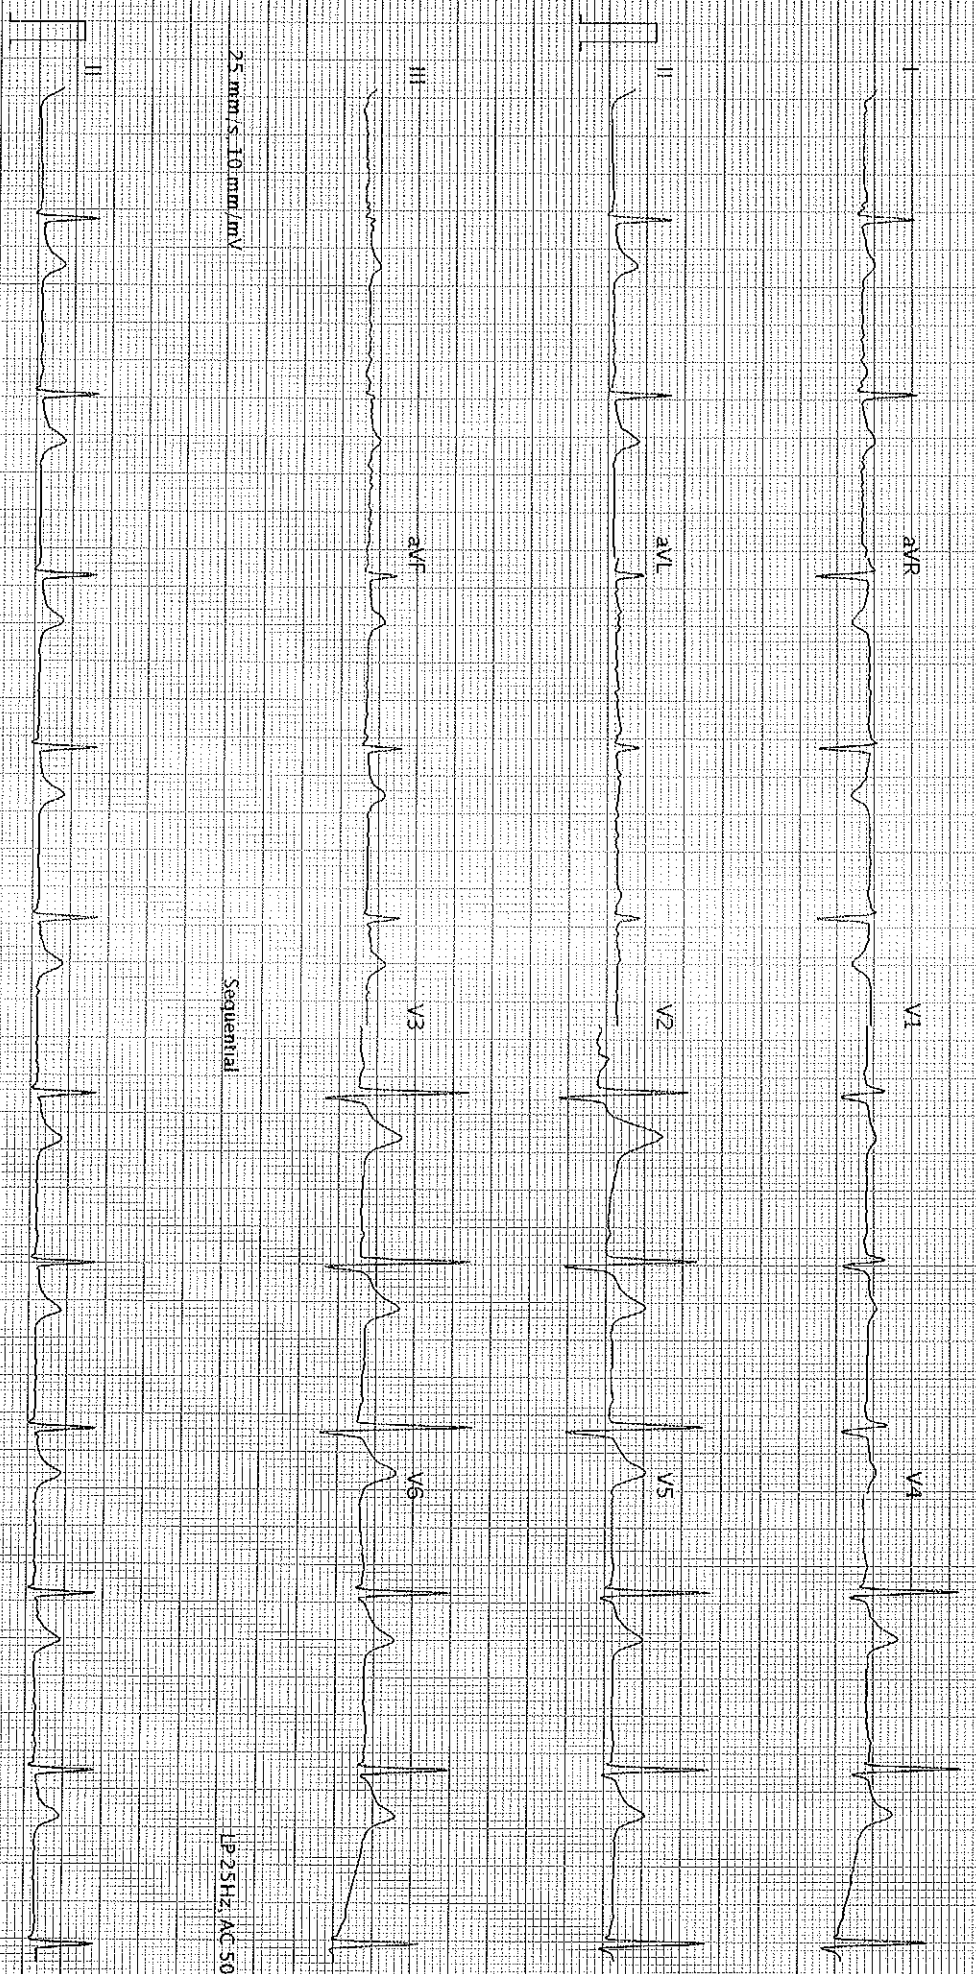 I aVR V1 V4
II aVL V2 V5
III aVF V3 V6
25 mm/s, 10 mm/mV Sequential LP 25Hz, AC 50
II